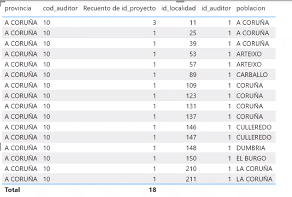 provincia cod_auditor Recuento de id_proyecto id_localidad id_auditor poblacion
A CORUÑA 10 3 11 1 A CORUÑA
A CORUÑA 10 1 25 1 A CORUÑA
A CORUÑA 10 1 39 1 A CORUÑA
A CORUÑA 10 1 53 1 ARTEIXO
A CORUÑA 10 1 57 1 ARTEIXO
A CORUÑA 10 1 89 1 CARBALLO
A CORUÑA 10 1 109 1 CORUÑA
A CORUÑA 10 1 123 1 CORUÑA
A CORUÑA 10 1 131 1 CORUÑA
A CORUÑA 10 1 137 1 CORUÑA
A CORUÑA 10 1 146 1 CULLEREDO
A CORUÑA 10 1 147 1 CULLEREDO
A CORUÑA 10 1 148 1 DUMBRIA
A CORUÑA 10 1 150 1 EL BURGO
A CORUÑA 10 1 210 1 LA CORUÑA
A CORUÑA 10 1 211 1 LA CORUÑA
Total 18